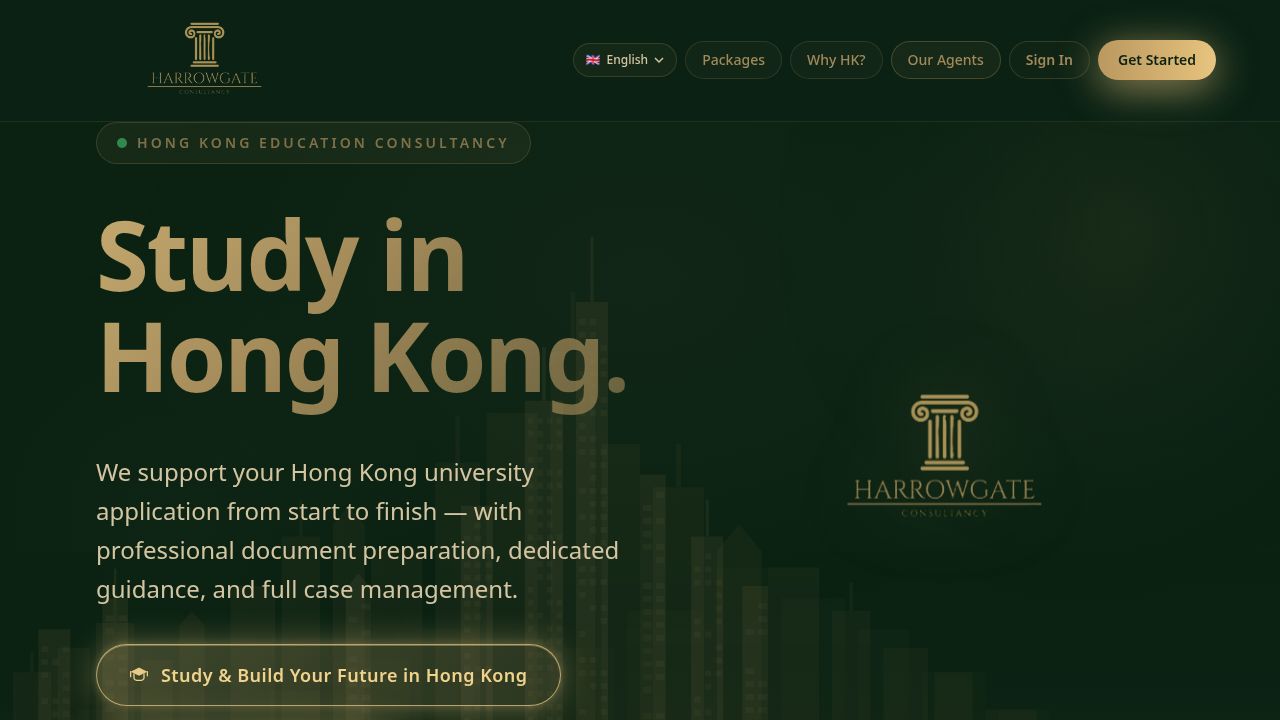 HARROWGATE
CONSULTANCY
English
Packages
Why HK?
Our Agents
Sign In
Get Started
HONG KONG EDUCATION CONSULTANCY
Study in
Hong Kong.
We support your Hong Kong university
application from start to finish — with
professional document preparation, dedicated
guidance, and full case management.
Study & Build Your Future in Hong Kong
HARROWGATE
CONSULTANCY